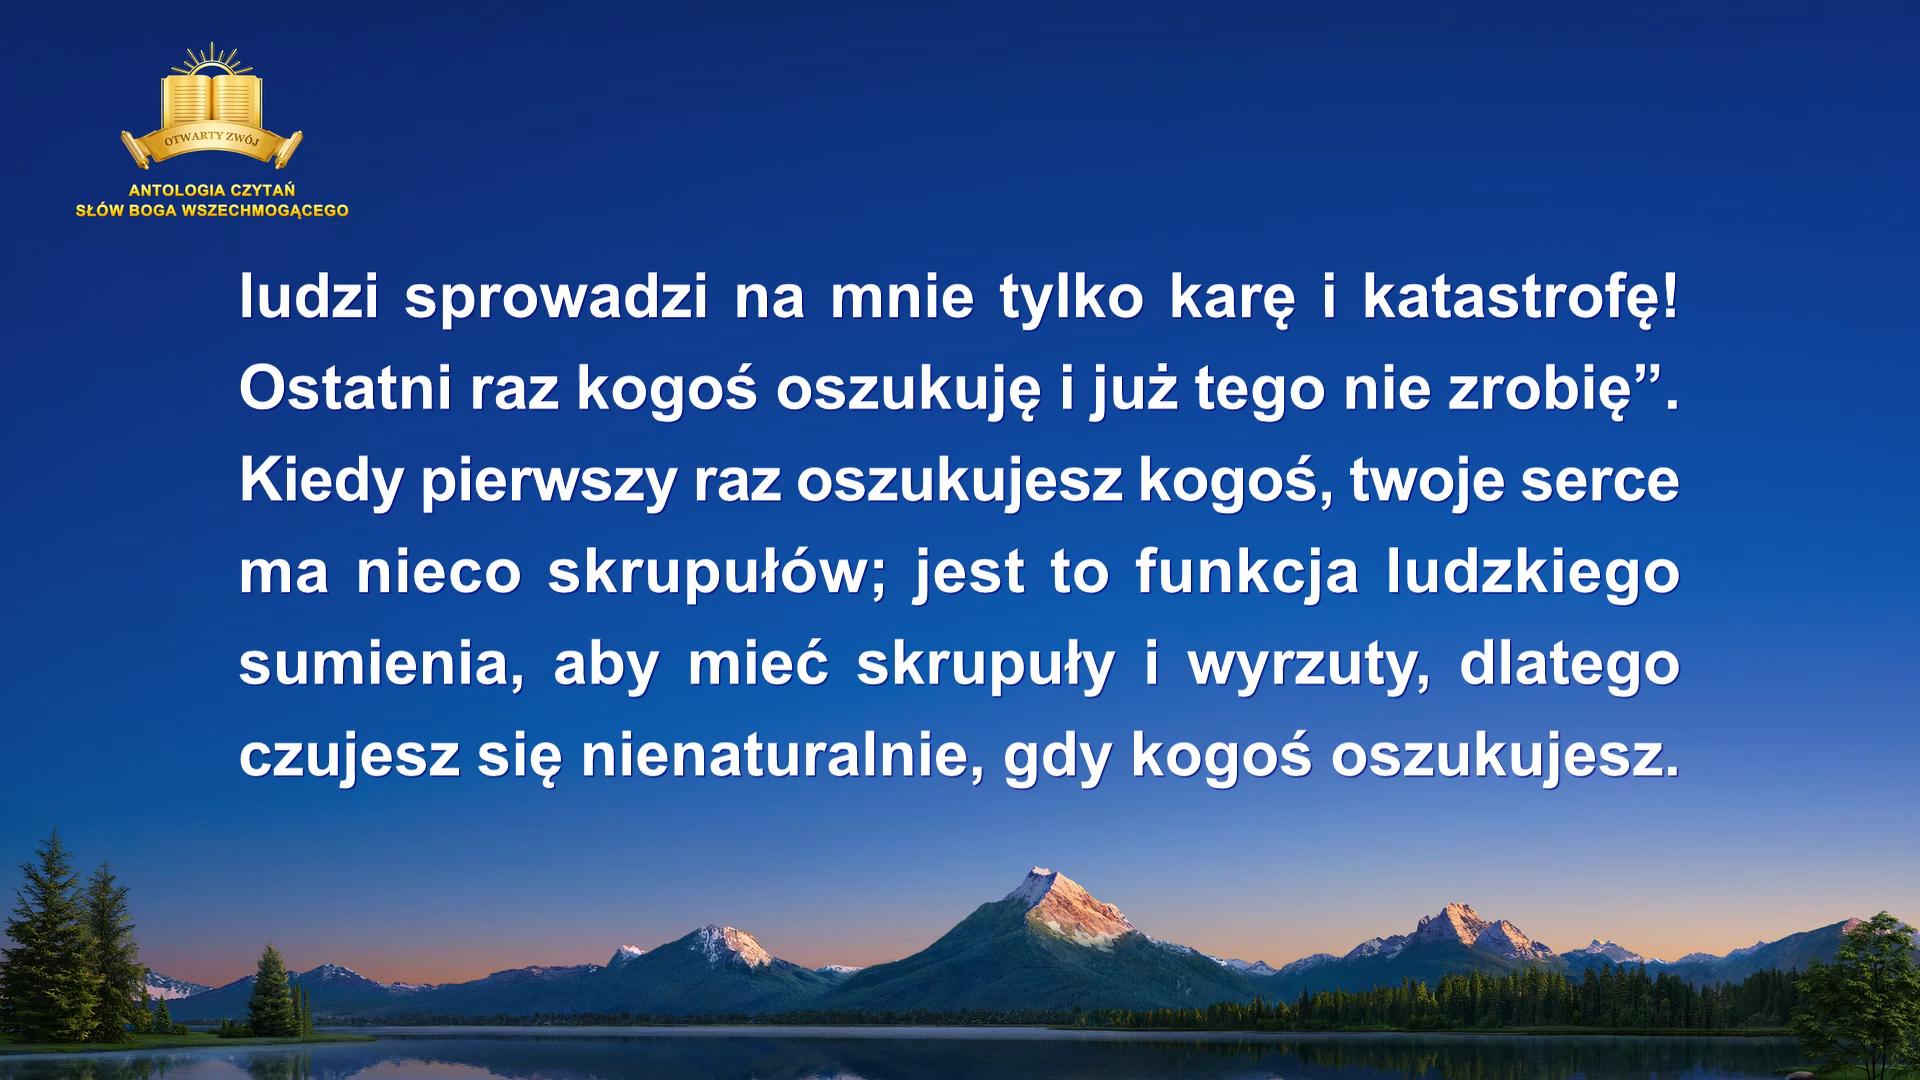 OTWARTY ZWÓJ
ANTOLOGIA CZYTAŃ
SŁÓW BOGA WSZECHMOGĄCEGO
ludzi sprowadzi na mnie tylko karę i katastrofę!
Ostatni raz kogoś oszukuję i już tego nie zrobię”.
Kiedy pierwszy raz oszukujesz kogoś, twoje serce
ma nieco skrupułów; jest to funkcja ludzkiego
sumienia, aby mieć skrupuły i wyrzuty, dlatego
czujesz się nienaturalnie, gdy kogoś oszukujesz.